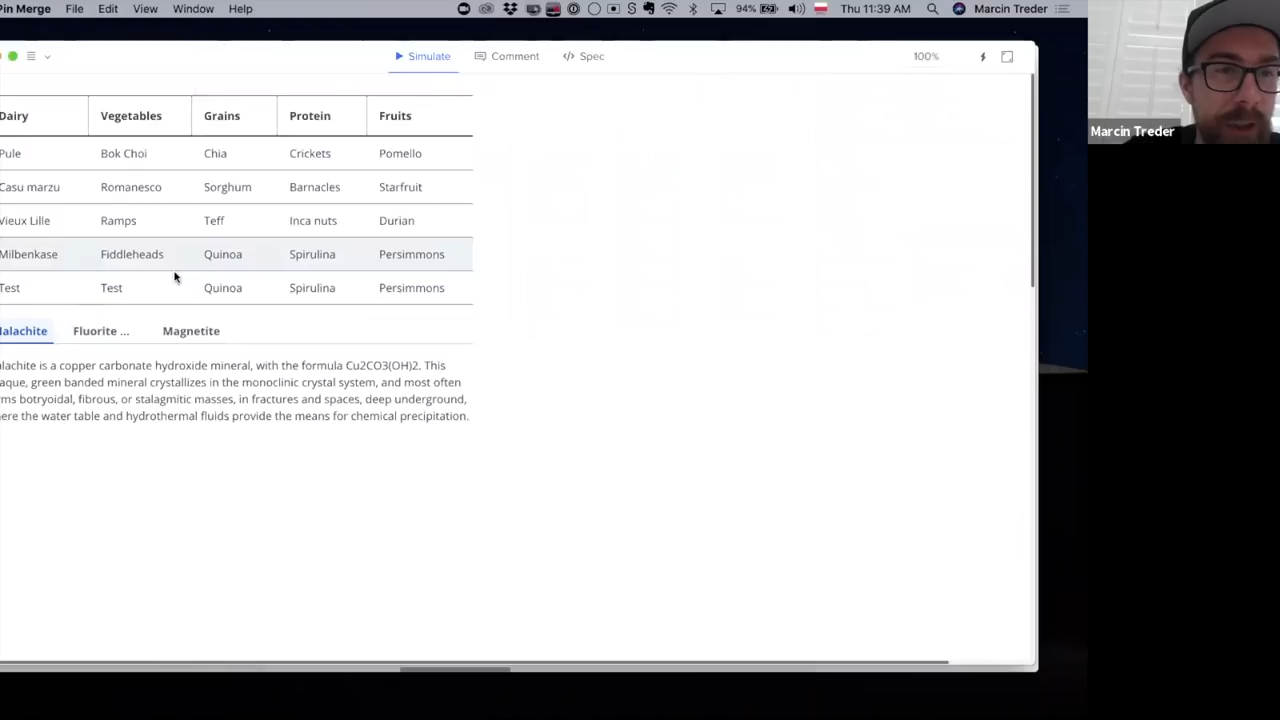 Pin Merge File Edit View Window Help 94% Thu 11:39 AM Marcin Treder
Simulate Comment Spec 100%
Marcin Treder
Dairy Vegetables Grains Protein Fruits
Pule Bok Choi Chia Crickets Pomello
Casu marzu Romanesco Sorghum Barnacles Starfruit
Vieux Lille Ramps Teff Inca nuts Durian
Milbenkase Fiddleheads Quinoa Spirulina Persimmons
Test Test Quinoa Spirulina Persimmons
alachite Fluorite ... Magnetite
lachite is a copper carbonate hydroxide mineral, with the formula Cu2CO3(OH)2. This
aque, green banded mineral crystallizes in the monoclinic crystal system, and most often
ms botryoidal, fibrous, or stalagmitic masses, in fractures and spaces, deep underground,
ere the water table and hydrothermal fluids provide the means for chemical precipitation.